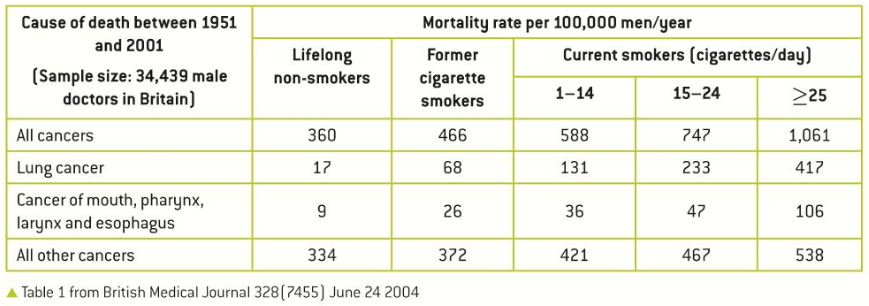 Cause of death between 1951
and 2001
(Sample size: 34,439 male
doctors in Britain)
Mortality rate per 100,000 men/year
Lifelong
non-smokers
Former
cigarette
smokers
Current smokers (cigarettes/day)
1–14
15–24
≥25
All cancers 360 466 588 747 1,061
Lung cancer 17 68 131 233 417
Cancer of mouth, pharynx,
larynx and esophagus 9 26 36 47 106
All other cancers 334 372 421 467 538
▲ Table 1 from British Medical Journal 328(7455) June 24 2004